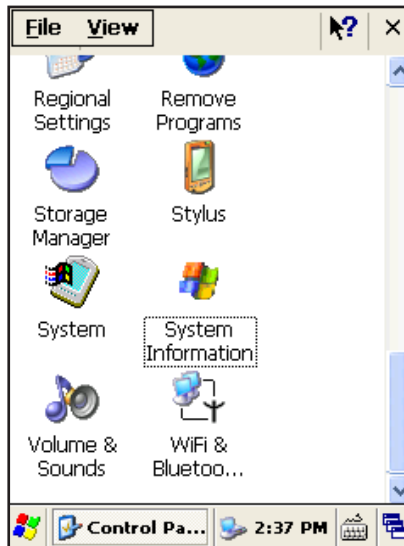 File View
Regional Settings
Remove Programs
Storage Manager
Stylus
System
System Information
Volume & Sounds
WiFi & Bluetoo...
Control Pa... 2:37 PM